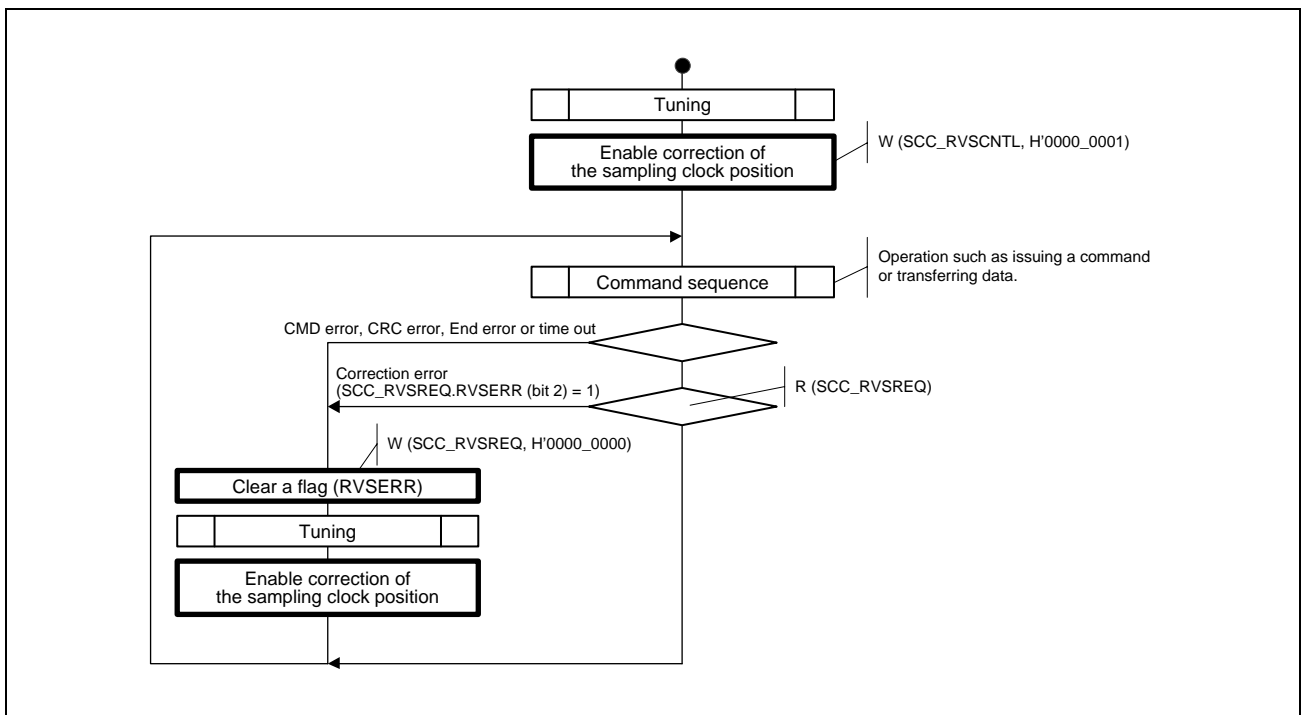 Tuning
Enable correction of
the sampling clock position
W (SCC_RVSCNTL, H'0000_0001)
Command sequence
Operation such as issuing a command
or transferring data.
CMD error, CRC error, End error or time out
Correction error
(SCC_RVSREQ.RVSERR (bit 2) = 1)
R (SCC_RVSREQ)
W (SCC_RVSREQ, H'0000_0000)
Clear a flag (RVSERR)
Tuning
Enable correction of
the sampling clock position